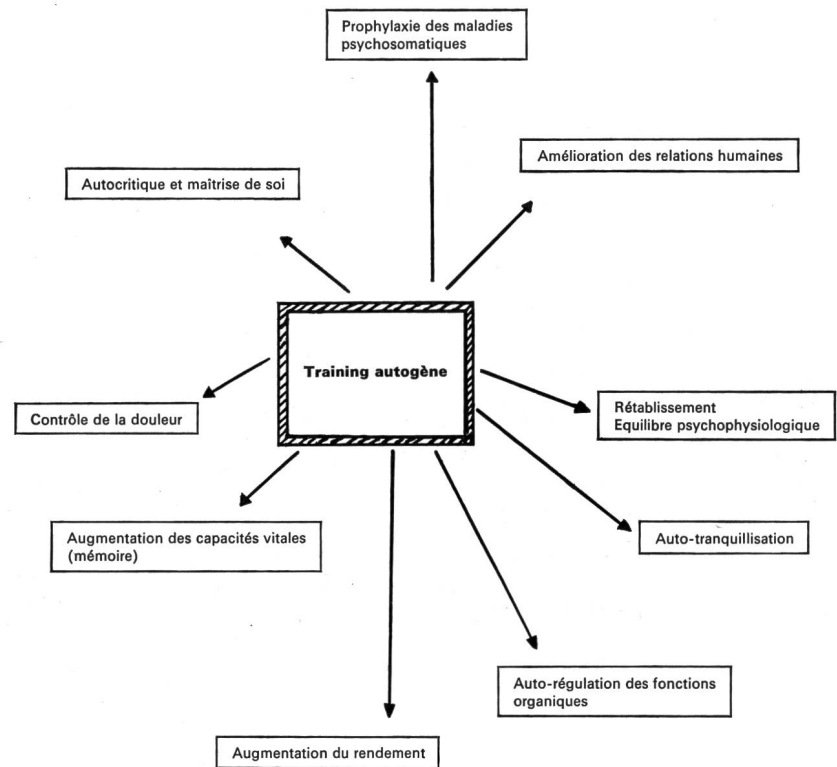 Prophylaxie des maladies
psychosomatiques
Amélioration des relations humaines
Autocritique et maîtrise de soi
Training autogène
Contrôle de la douleur
Rétablissement
Equilibre psychophysiologique
Augmentation des capacités vitales
(mémoire)
Auto-tranquillisation
Auto-régulation des fonctions
organiques
Augmentation du rendement